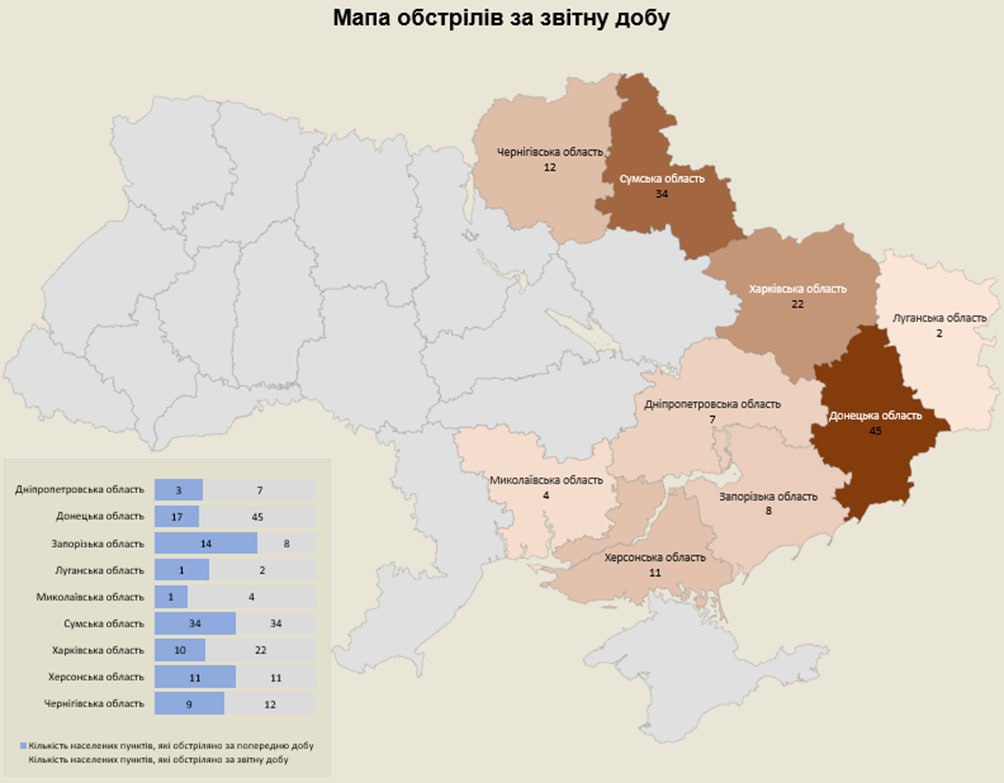 Мапа обстрілів за звітну добу
Чернігівська область
12
Сумська область
34
Харківська область
22
Луганська область
2
Дніпропетровська область
7
Донецька область
45
Миколаївська область
4
Запорізька область
8
Херсонська область
11
Дніпропетровська область 3 7
Донецька область 17 45
Запорізька область 14 8
Луганська область 1 2
Миколаївська область 1 4
Сумська область 34 34
Харківська область 10 22
Херсонська область 11 11
Чернігівська область 9 12
Кількість населених пунктів, які обстріляно за попередню добу
Кількість населених пунктів, які обстріляно за звітну добу